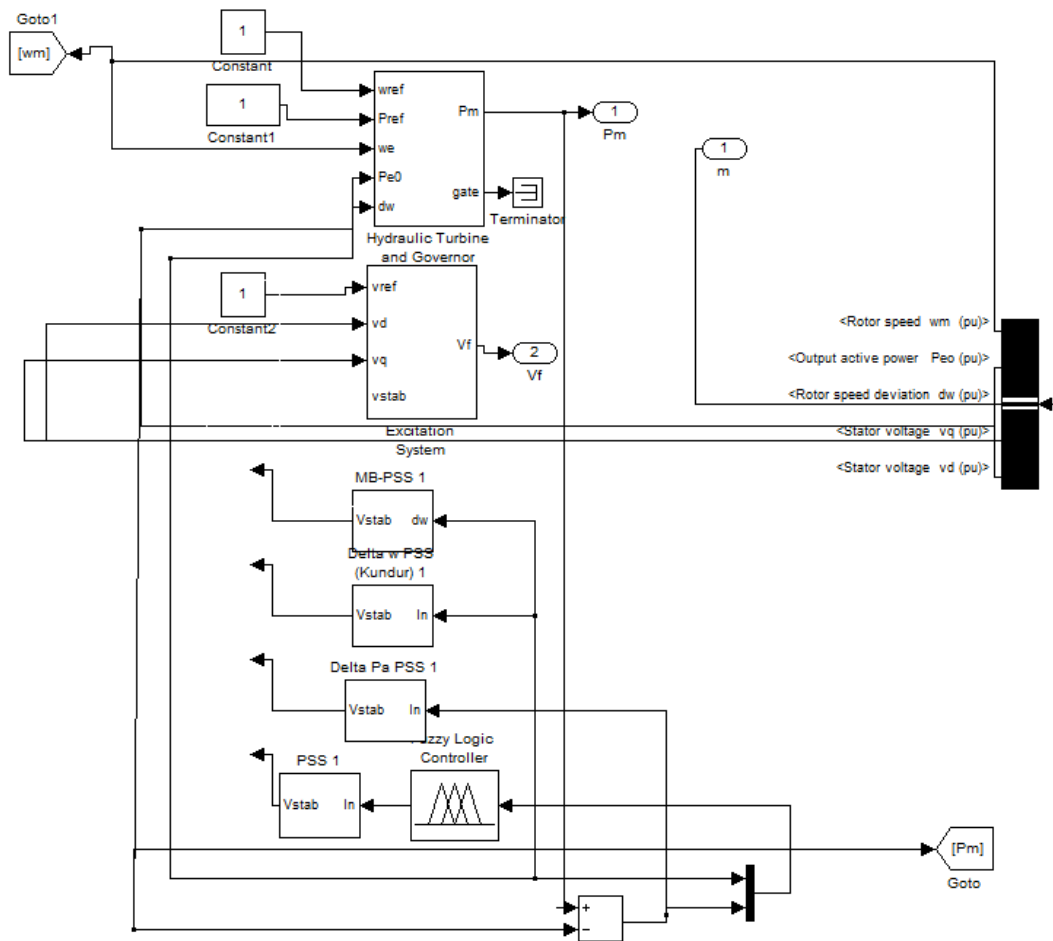 Goto1
[wm]
1
Constant
1
Constant1
wref
Pref
we
Pe0
dw
Pm
gate
Hydraulic Turbine
and Governor
1
Pm
Terminator
1
m
1
Constant2
vref
vd
vq
vstab
Vf
Excitation
System
2
Vf
<Rotor speed wm (pu)>
<Output active power Peo (pu)>
<Rotor speed deviation dw (pu)>
<Stator voltage vq (pu)>
<Stator voltage vd (pu)>
MB-PSS 1
Vstab dw
Delta w PSS
(Kundur) 1
Vstab In
Delta Pa PSS 1
Vstab In
Fuzzy Logic
Controller
PSS 1
Vstab In
[Pm]
Goto
+
−